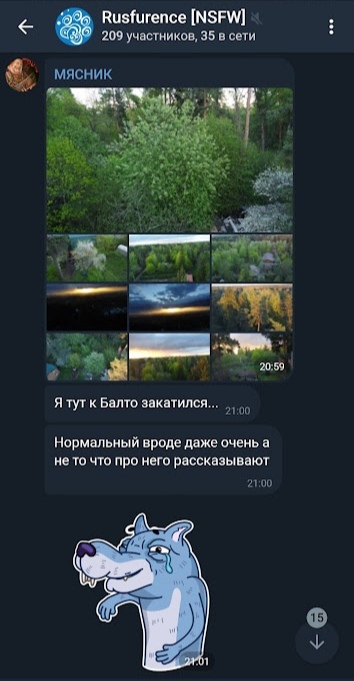 Rusfurence [NSFW]
209 участников, 35 в сети
МЯСНИК
20:59
Я тут к Балто закатился...
21:00
Нормальный вроде даже очень а
не то что про него рассказывают
21:00
21:01
15